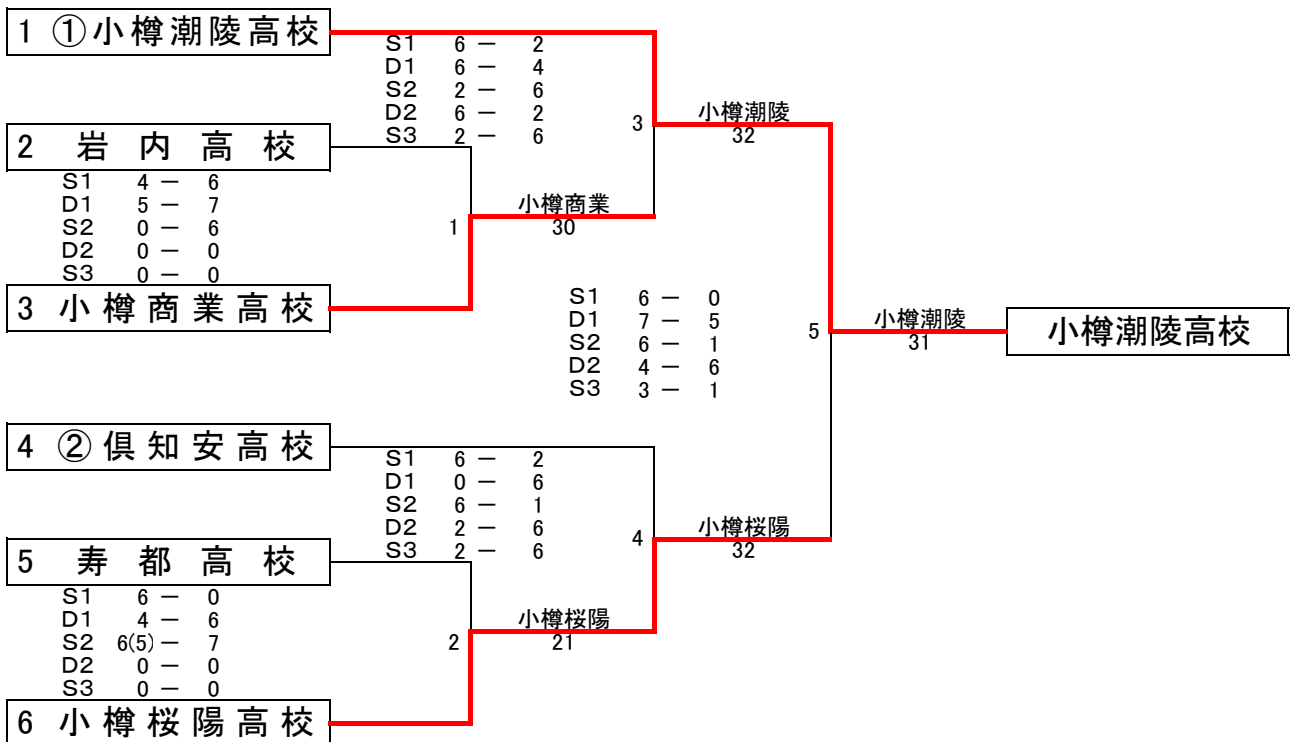 1 ①小樽潮陵高校
S1 6 － 2
D1 6 － 4
S2 2 － 6
D2 6 － 2
S3 2 － 6
3
小樽潮陵
32
2 岩内高校
S1 4 － 6
D1 5 － 7
S2 0 － 6
D2 0 － 0
S3 0 － 0
1
小樽商業
30
3 小樽商業高校
S1 6 － 0
D1 7 － 5
S2 6 － 1
D2 4 － 6
S3 3 － 1
5
小樽潮陵
31
小樽潮陵高校
4 ②倶知安高校
S1 6 － 2
D1 0 － 6
S2 6 － 1
D2 2 － 6
S3 2 － 6
4
小樽桜陽
32
5 寿都高校
S1 6 － 0
D1 4 － 6
S2 6(5) － 7
D2 0 － 0
S3 0 － 0
2
小樽桜陽
21
6 小樽桜陽高校